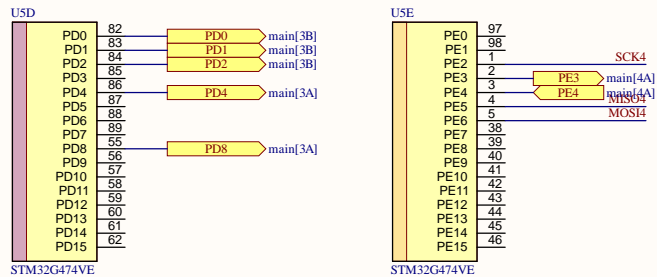 U5D
PD0 82 PD0 main[3B]
PD1 83 PD1 main[3B]
PD2 84 PD2 main[3B]
PD3 85
PD4 86 PD4 main[3A]
PD5 87
PD6 88
PD7 89
PD8 55 PD8 main[3A]
PD9 56
PD10 57
PD11 58
PD12 59
PD13 60
PD14 61
PD15 62
STM32G474VE
U5E
PE0 97
PE1 98
PE2 1 SCK4
PE3 2 PE3 main[4A]
PE4 3 PE4 main[4A]
PE5 4 MISO4
PE6 5 MOSI4
PE7 38
PE8 39
PE9 40
PE10 41
PE11 42
PE12 43
PE13 44
PE14 45
PE15 46
STM32G474VE